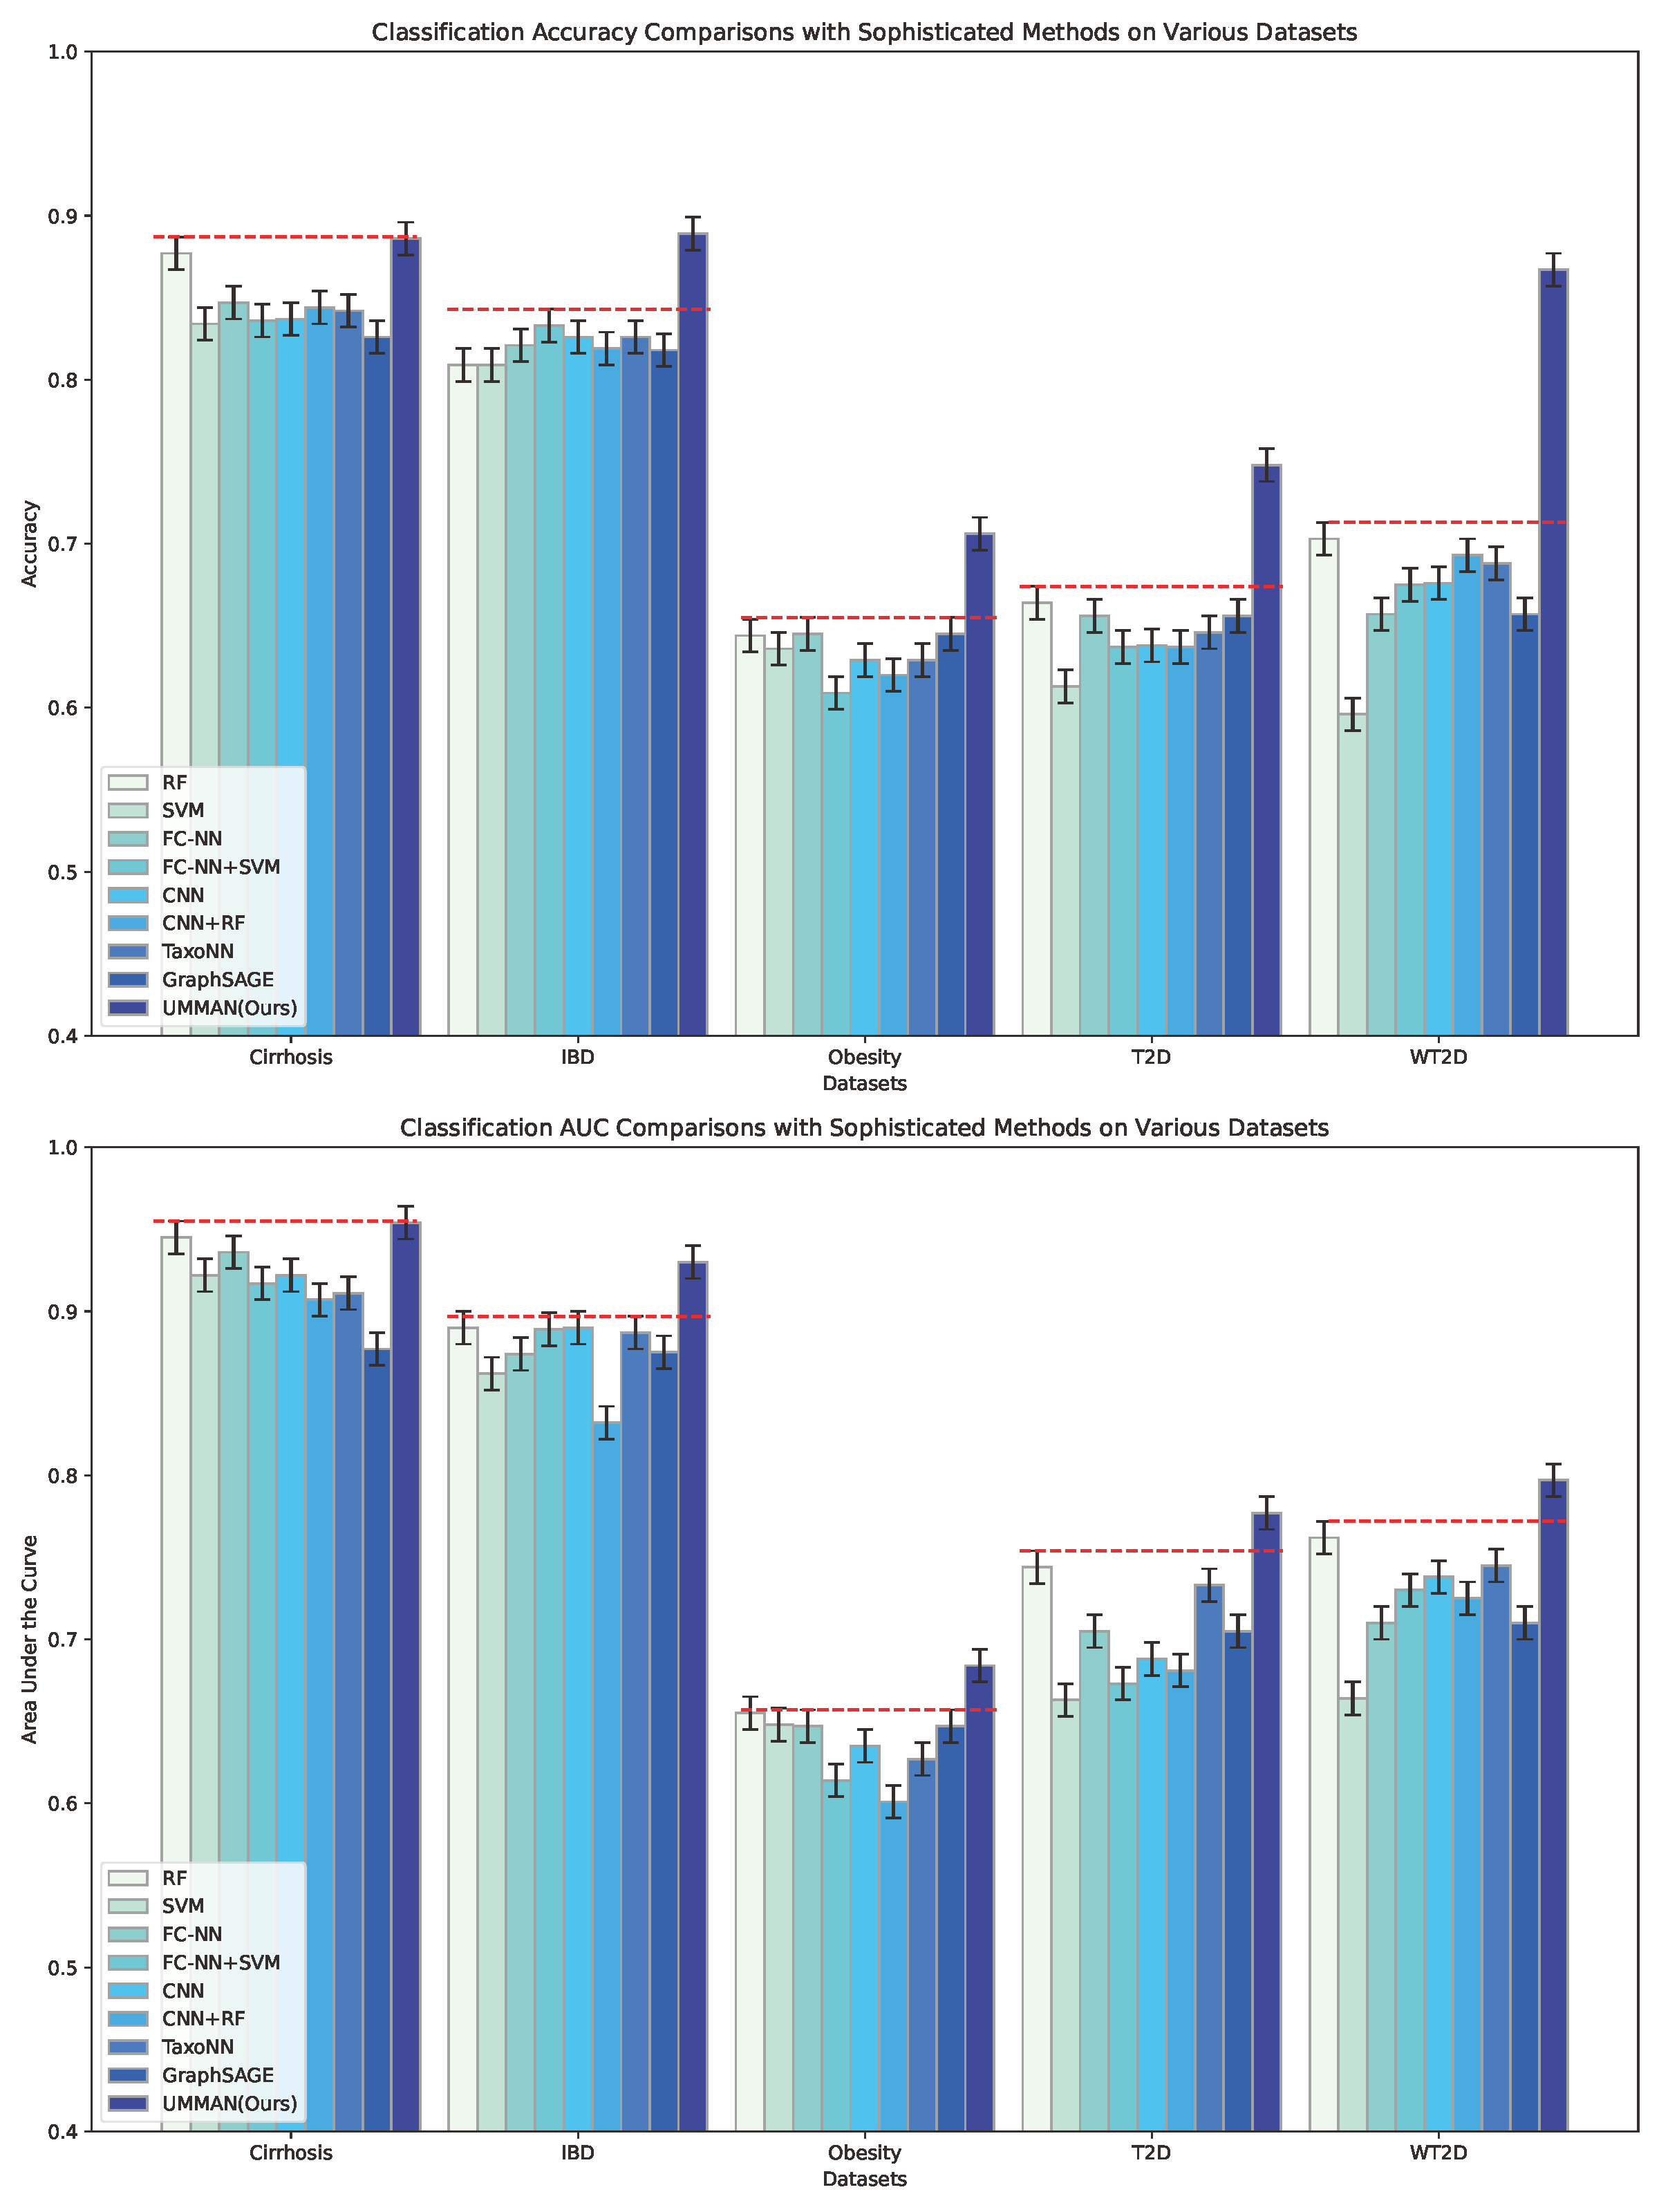 Classification Accuracy Comparisons with Sophisticated Methods on Various Datasets
1.0
0.9
0.8
0.7
0.6
0.5
0.4
Accuracy
RF
SVM
FC-NN
FC-NN+SVM
CNN
CNN+RF
TaxoNN
GraphSAGE
UMMAN(Ours)
Cirrhosis IBD Obesity T2D WT2D
Datasets
Classification AUC Comparisons with Sophisticated Methods on Various Datasets
1.0
0.9
0.8
0.7
0.6
0.5
0.4
Area Under the Curve
RF
SVM
FC-NN
FC-NN+SVM
CNN
CNN+RF
TaxoNN
GraphSAGE
UMMAN(Ours)
Cirrhosis IBD Obesity T2D WT2D
Datasets